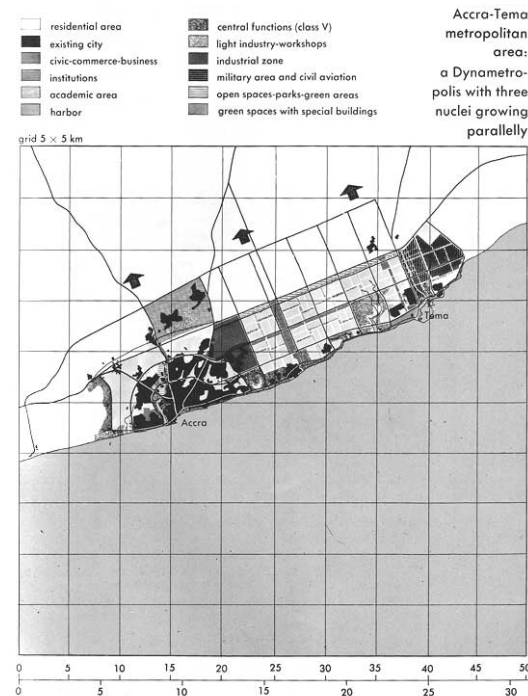 residential area
existing city
civic-commerce-business
institutions
academic area
harbor
central functions (class V)
light industry-workshops
industrial zone
military area and civil aviation
open spaces-parks-green areas
green spaces with special buildings
Accra-Tema
metropolitan
area:
a Dynametro-
polis with three
nuclei growing
parallelly
grid 5 × 5 km
Tema
Accra
0 5 10 15 20 25 30 35 40 45 50
0 5 10 15 20 25 30